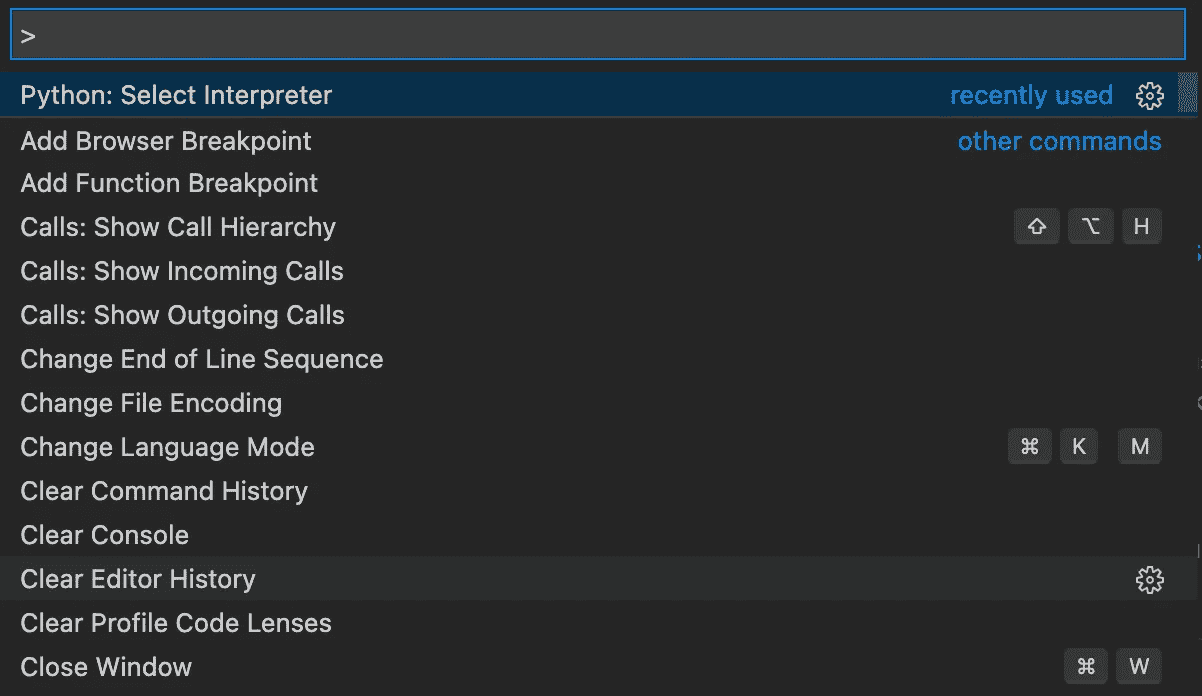 >
Python: Select Interpreter recently used
Add Browser Breakpoint other commands
Add Function Breakpoint
Calls: Show Call Hierarchy ⇧ ⌥ H
Calls: Show Incoming Calls
Calls: Show Outgoing Calls
Change End of Line Sequence
Change File Encoding
Change Language Mode ⌘ K M
Clear Command History
Clear Console
Clear Editor History
Clear Profile Code Lenses
Close Window ⌘ W